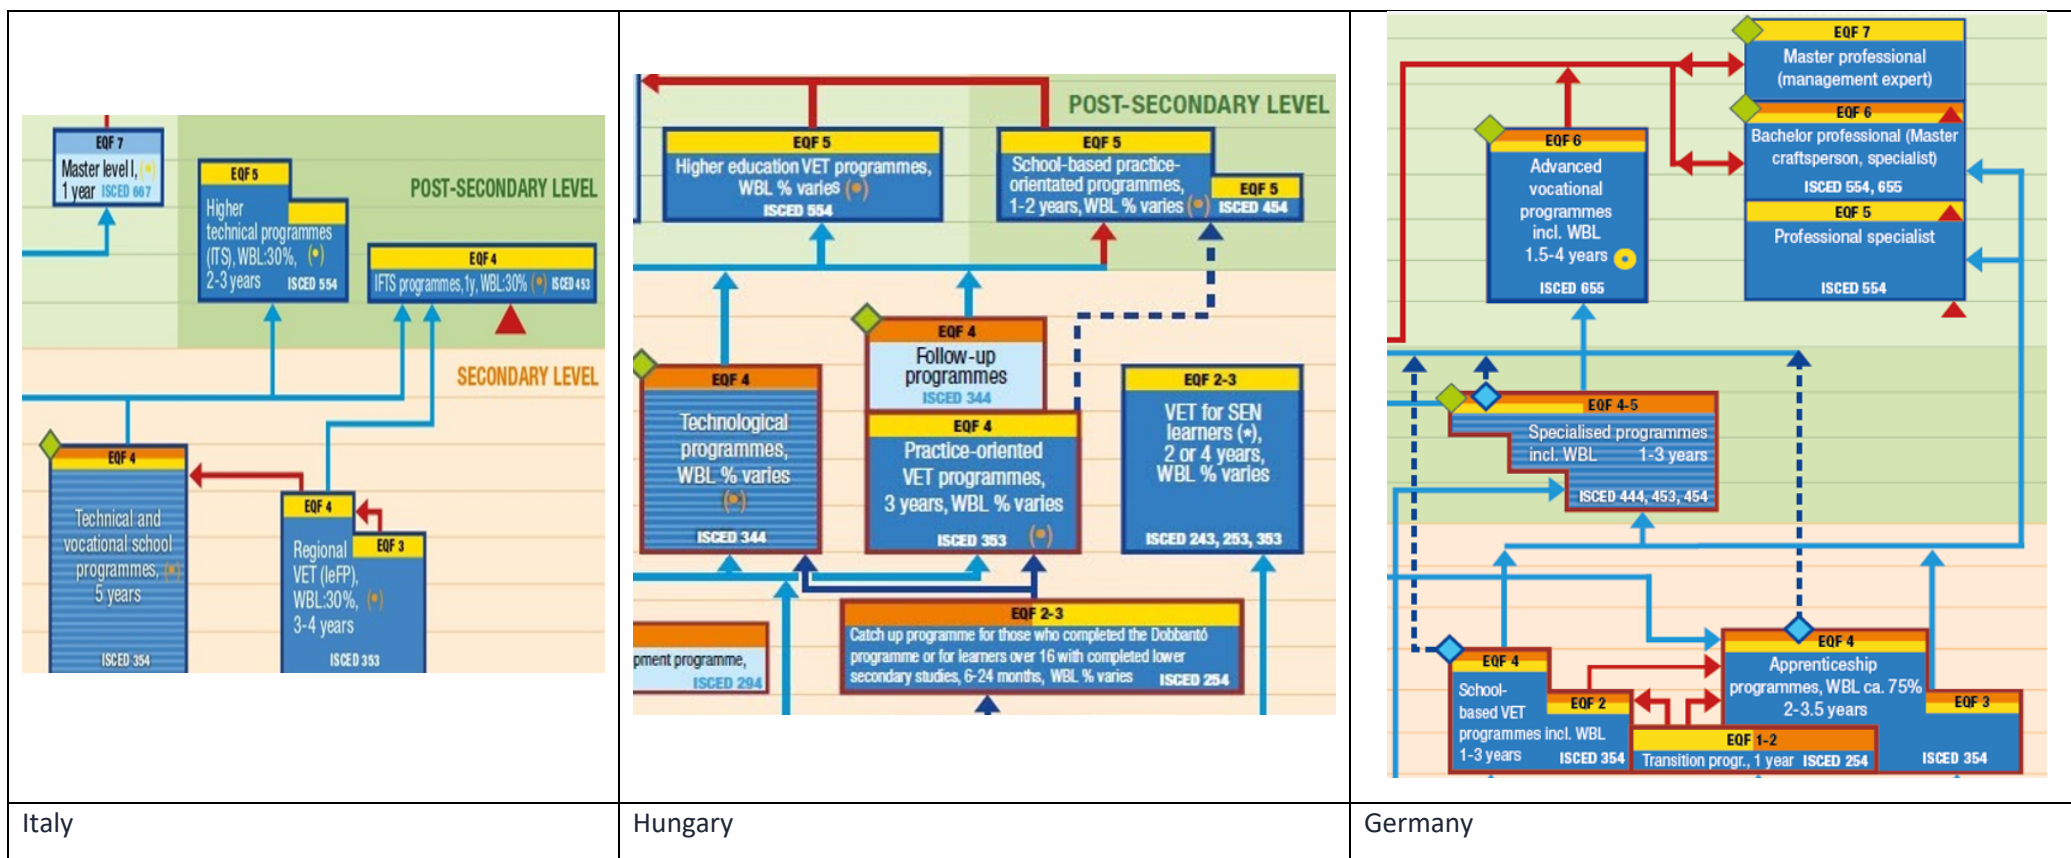 EQF 7
Master level I,
1 year ISCED 667
EQF 5
Higher
technical programmes
(ITS), WBL:30%,
2-3 years ISCED 554
POST-SECONDARY LEVEL
EQF 4
IFTS programmes,1y, WBL:30% ISCED 453
SECONDARY LEVEL
EQF 4
Technical and
vocational school
programmes,
5 years
ISCED 354
EQF 4
EQF 3
Regional
VET (IeFP),
WBL:30%,
3-4 years
ISCED 353
POST-SECONDARY LEVEL
EQF 5
Higher education VET programmes,
WBL % varies
ISCED 554
EQF 5
School-based practice-
orientated programmes,
1-2 years, WBL % varies
EQF 5
ISCED 454
EQF 4
Technological
programmes,
WBL % varies
ISCED 344
EQF 4
Follow-up
programmes
ISCED 344
EQF 4
Practice-oriented
VET programmes,
3 years, WBL % varies
ISCED 353
EQF 2-3
VET for SEN
learners (*),
2 or 4 years,
WBL % varies
ISCED 243, 253, 353
pment programme,
ISCED 294
EQF 2-3
Catch up programme for those who completed the Dobbantó
programme or for learners over 16 with completed lower
secondary studies, 6-24 months, WBL % varies ISCED 254
EQF 7
Master professional
(management expert)
EQF 6
Bachelor professional (Master
craftsperson, specialist)
ISCED 554, 655
EQF 5
Professional specialist
ISCED 554
EQF 6
Advanced
vocational
programmes
incl. WBL
1.5-4 years
ISCED 655
EQF 4-5
Specialised programmes
incl. WBL 1-3 years
ISCED 444, 453, 454
EQF 4
School-
based VET
programmes incl. WBL
1-3 years ISCED 354
EQF 2
EQF 4
Apprenticeship
programmes, WBL ca. 75%
2-3.5 years
EQF 3
ISCED 354
EQF 1-2
Transition progr., 1 year ISCED 254
Italy
Hungary
Germany